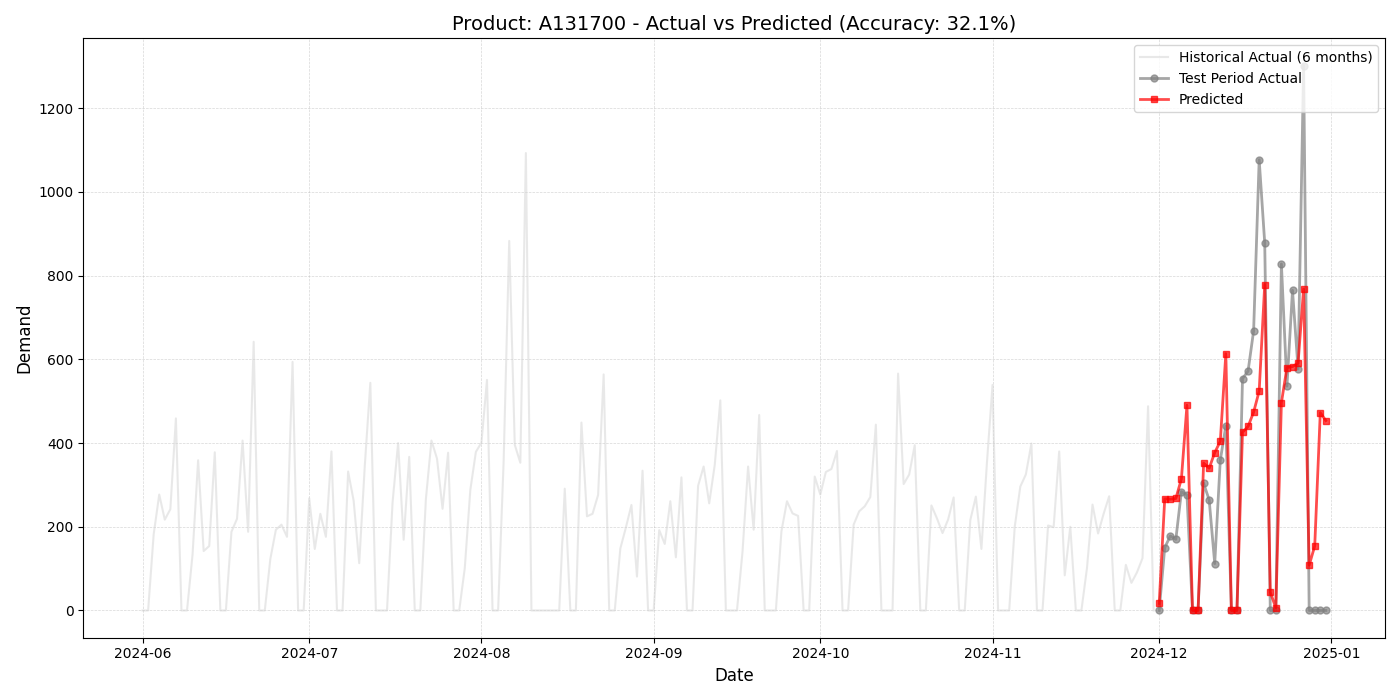 Product: A131700 - Actual vs Predicted (Accuracy: 32.1%)
Historical Actual (6 months)
Test Period Actual
Predicted
Demand
1200
1000
800
600
400
200
0
2024-06 2024-07 2024-08 2024-09 2024-10 2024-11 2024-12 2025-01
Date